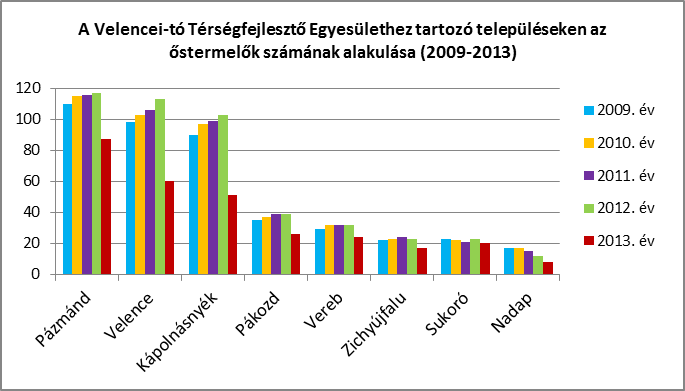 A Velencei-tó Térségfejlesztő Egyesülethez tartozó településeken az
őstermelők számának alakulása (2009-2013)
120
100
80
60
40
20
0
2009. év
2010. év
2011. év
2012. év
2013. év
Pázmánd
Velence
Kápolnásnyék
Pákozd
Vereb
Zichyújfalu
Sukoró
Nadap